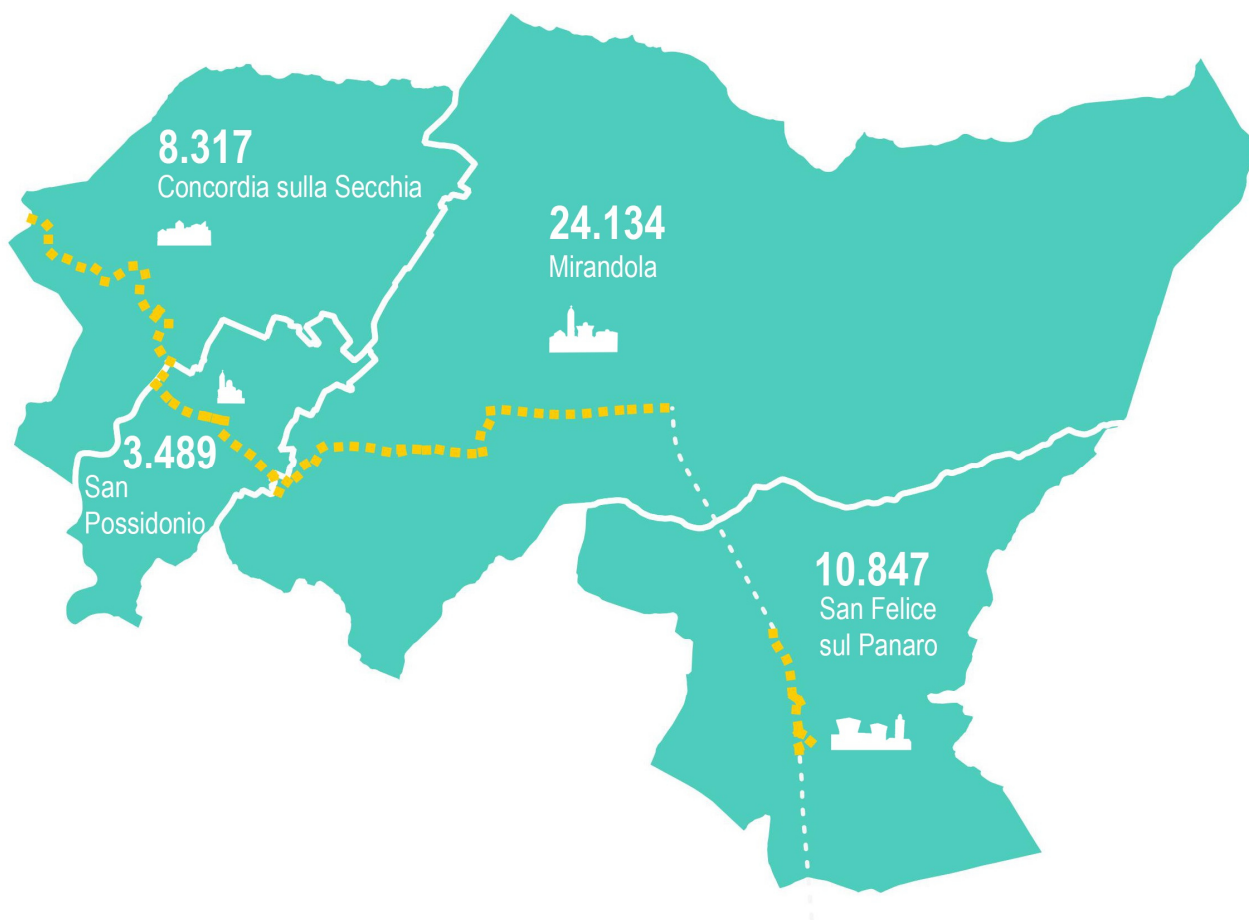 8.317
Concordia sulla Secchia
24.134
Mirandola
3.489
San
Possidonio
10.847
San Felice
sul Panaro